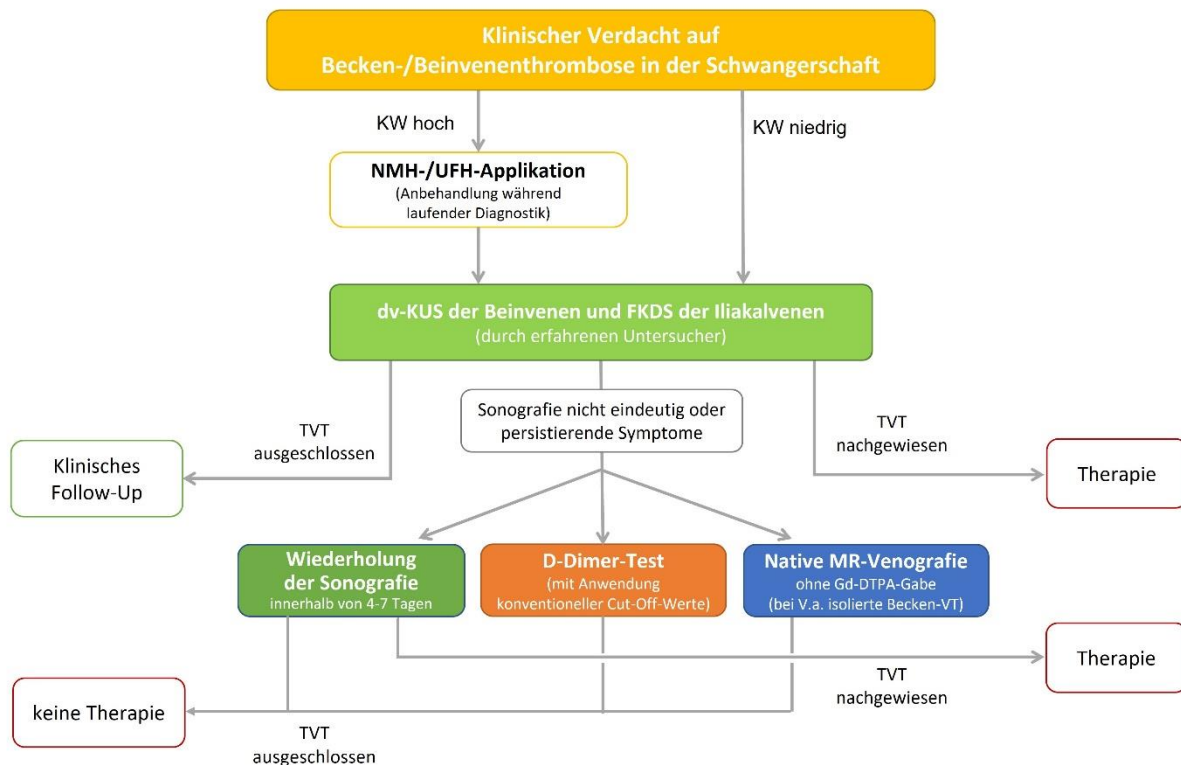 Klinischer Verdacht auf
Becken-/Beinvenenthrombose in der Schwangerschaft
KW hoch
KW niedrig
NMH-/UFH-Applikation
(Anbehandlung während
laufender Diagnostik)
dv-KUS der Beinvenen und FKDS der Iliakalvenen
(durch erfahrenen Untersucher)
Sonografie nicht eindeutig oder
persistierende Symptome
TVT
ausgeschlossen
TVT
nachgewiesen
Klinisches
Follow-Up
Therapie
Wiederholung
der Sonografie
innerhalb von 4-7 Tagen
D-Dimer-Test
(mit Anwendung
konventioneller Cut-Off-Werte)
Native MR-Venografie
ohne Gd-DTPA-Gabe
(bei V.a. isolierte Becken-VT)
Therapie
TVT
nachgewiesen
keine Therapie
TVT
ausgeschlossen